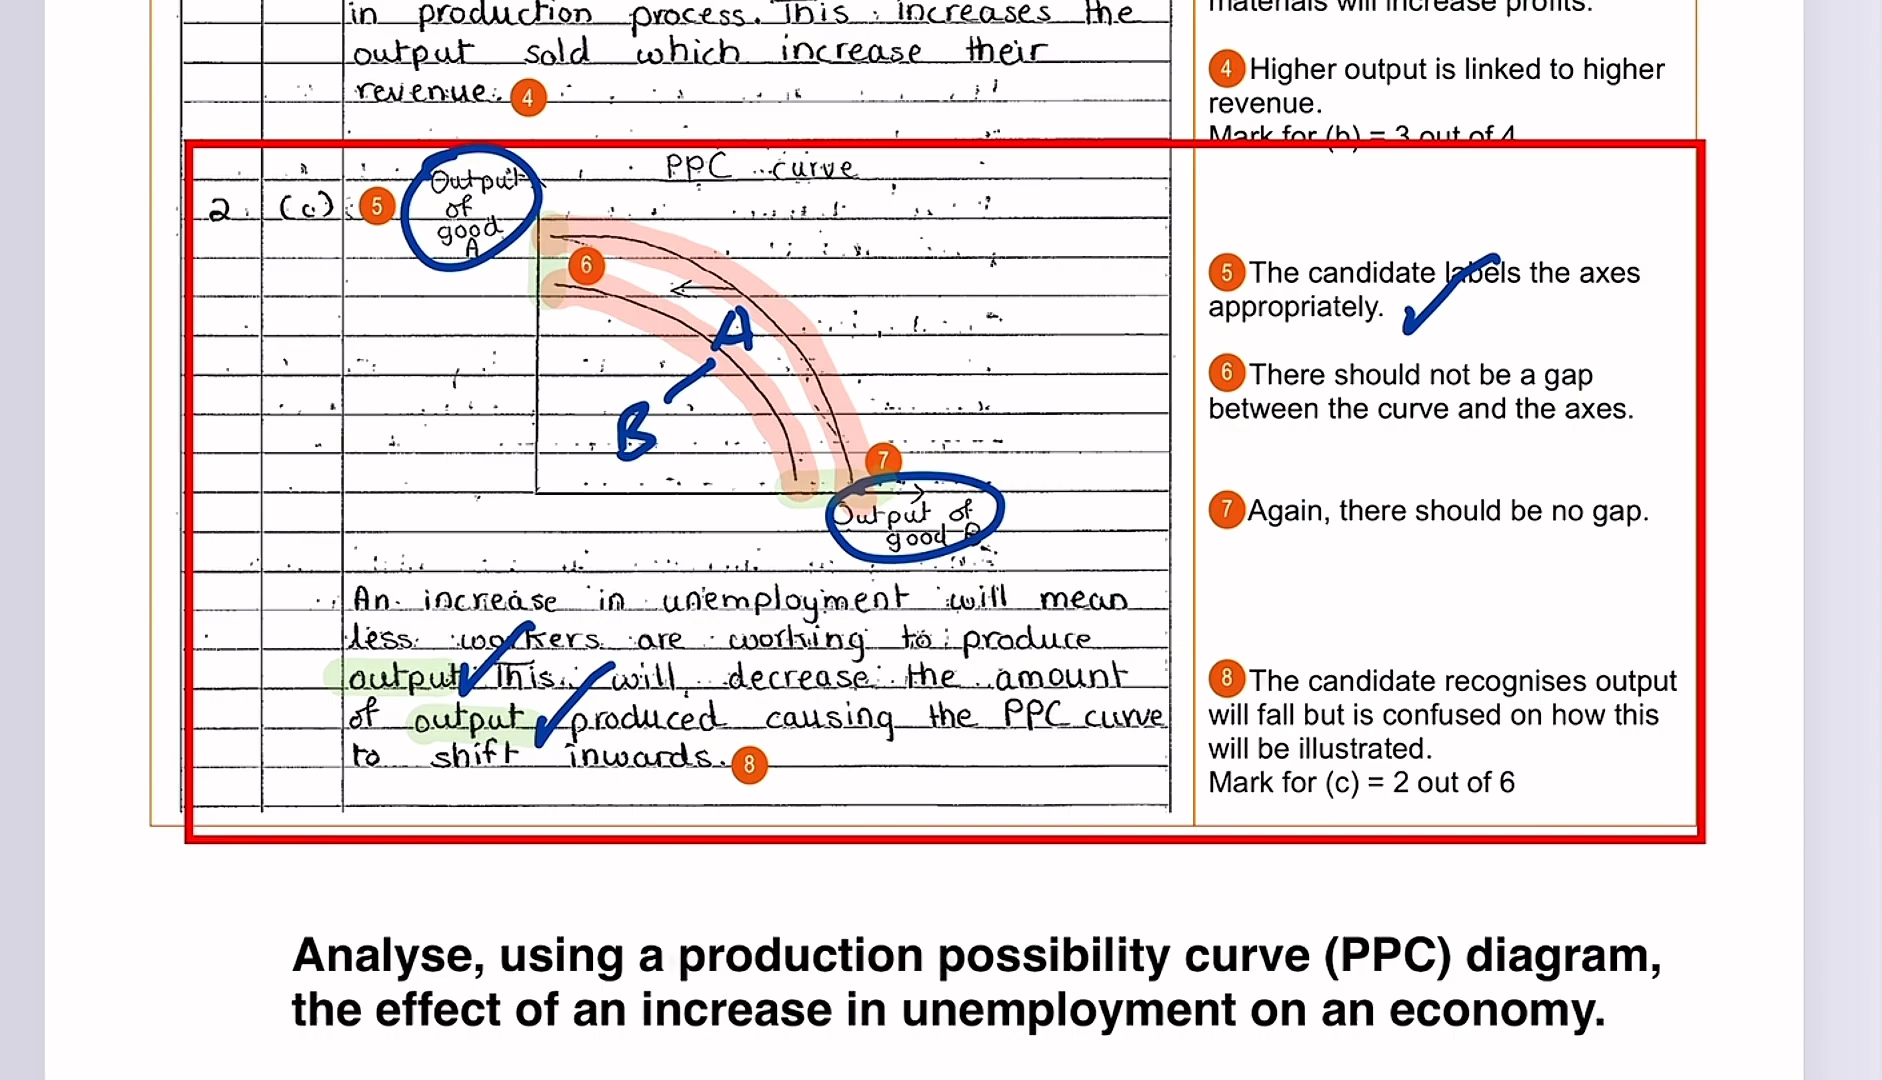 in production process. This increases the
output sold which increase their
revenue. 4
materials will increase profits.
4 Higher output is linked to higher
revenue.
Mark for (b) = 3 out of 4
PPC curve
2 (c) 5
Output
of
good
A
6
A
B
7
Output of
good B
An increase in unemployment will mean
less workers are working to produce
output. This will decrease the amount
of output produced causing the PPC curve
to shift inwards. 8
5 The candidate labels the axes
appropriately.
6 There should not be a gap
between the curve and the axes.
7 Again, there should be no gap.
8 The candidate recognises output
will fall but is confused on how this
will be illustrated.
Mark for (c) = 2 out of 6
Analyse, using a production possibility curve (PPC) diagram,
the effect of an increase in unemployment on an economy.